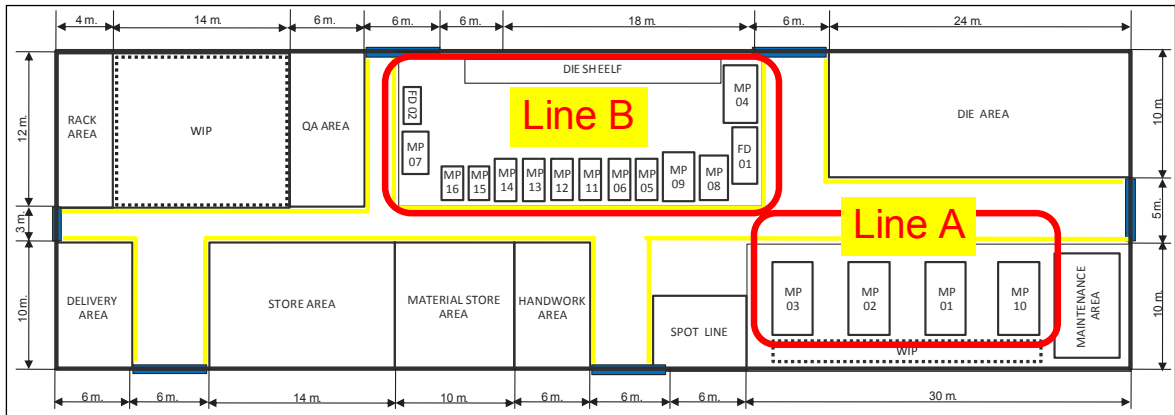 4 m.
14 m.
6 m.
6 m.
6 m.
18 m.
6 m.
24 m.
12 m.
3 m.
10 m.
10 m.
5 m.
10 m.
RACK
AREA
WIP
QA AREA
DIE SHEELF
Line B
FD 02
MP
07
MP
16
MP
15
MP
14
MP
13
MP
12
MP
11
MP
06
MP
05
MP
09
MP
08
MP
04
FD
01
DIE AREA
Line A
DELIVERY
AREA
STORE AREA
MATERIAL STORE
AREA
HANDWORK
AREA
SPOT LINE
MP
03
MP
02
MP
01
MP
10
WIP
MAINTENANCE
AREA
6 m.
6 m.
14 m.
10 m.
6 m.
6 m.
6 m.
30 m.